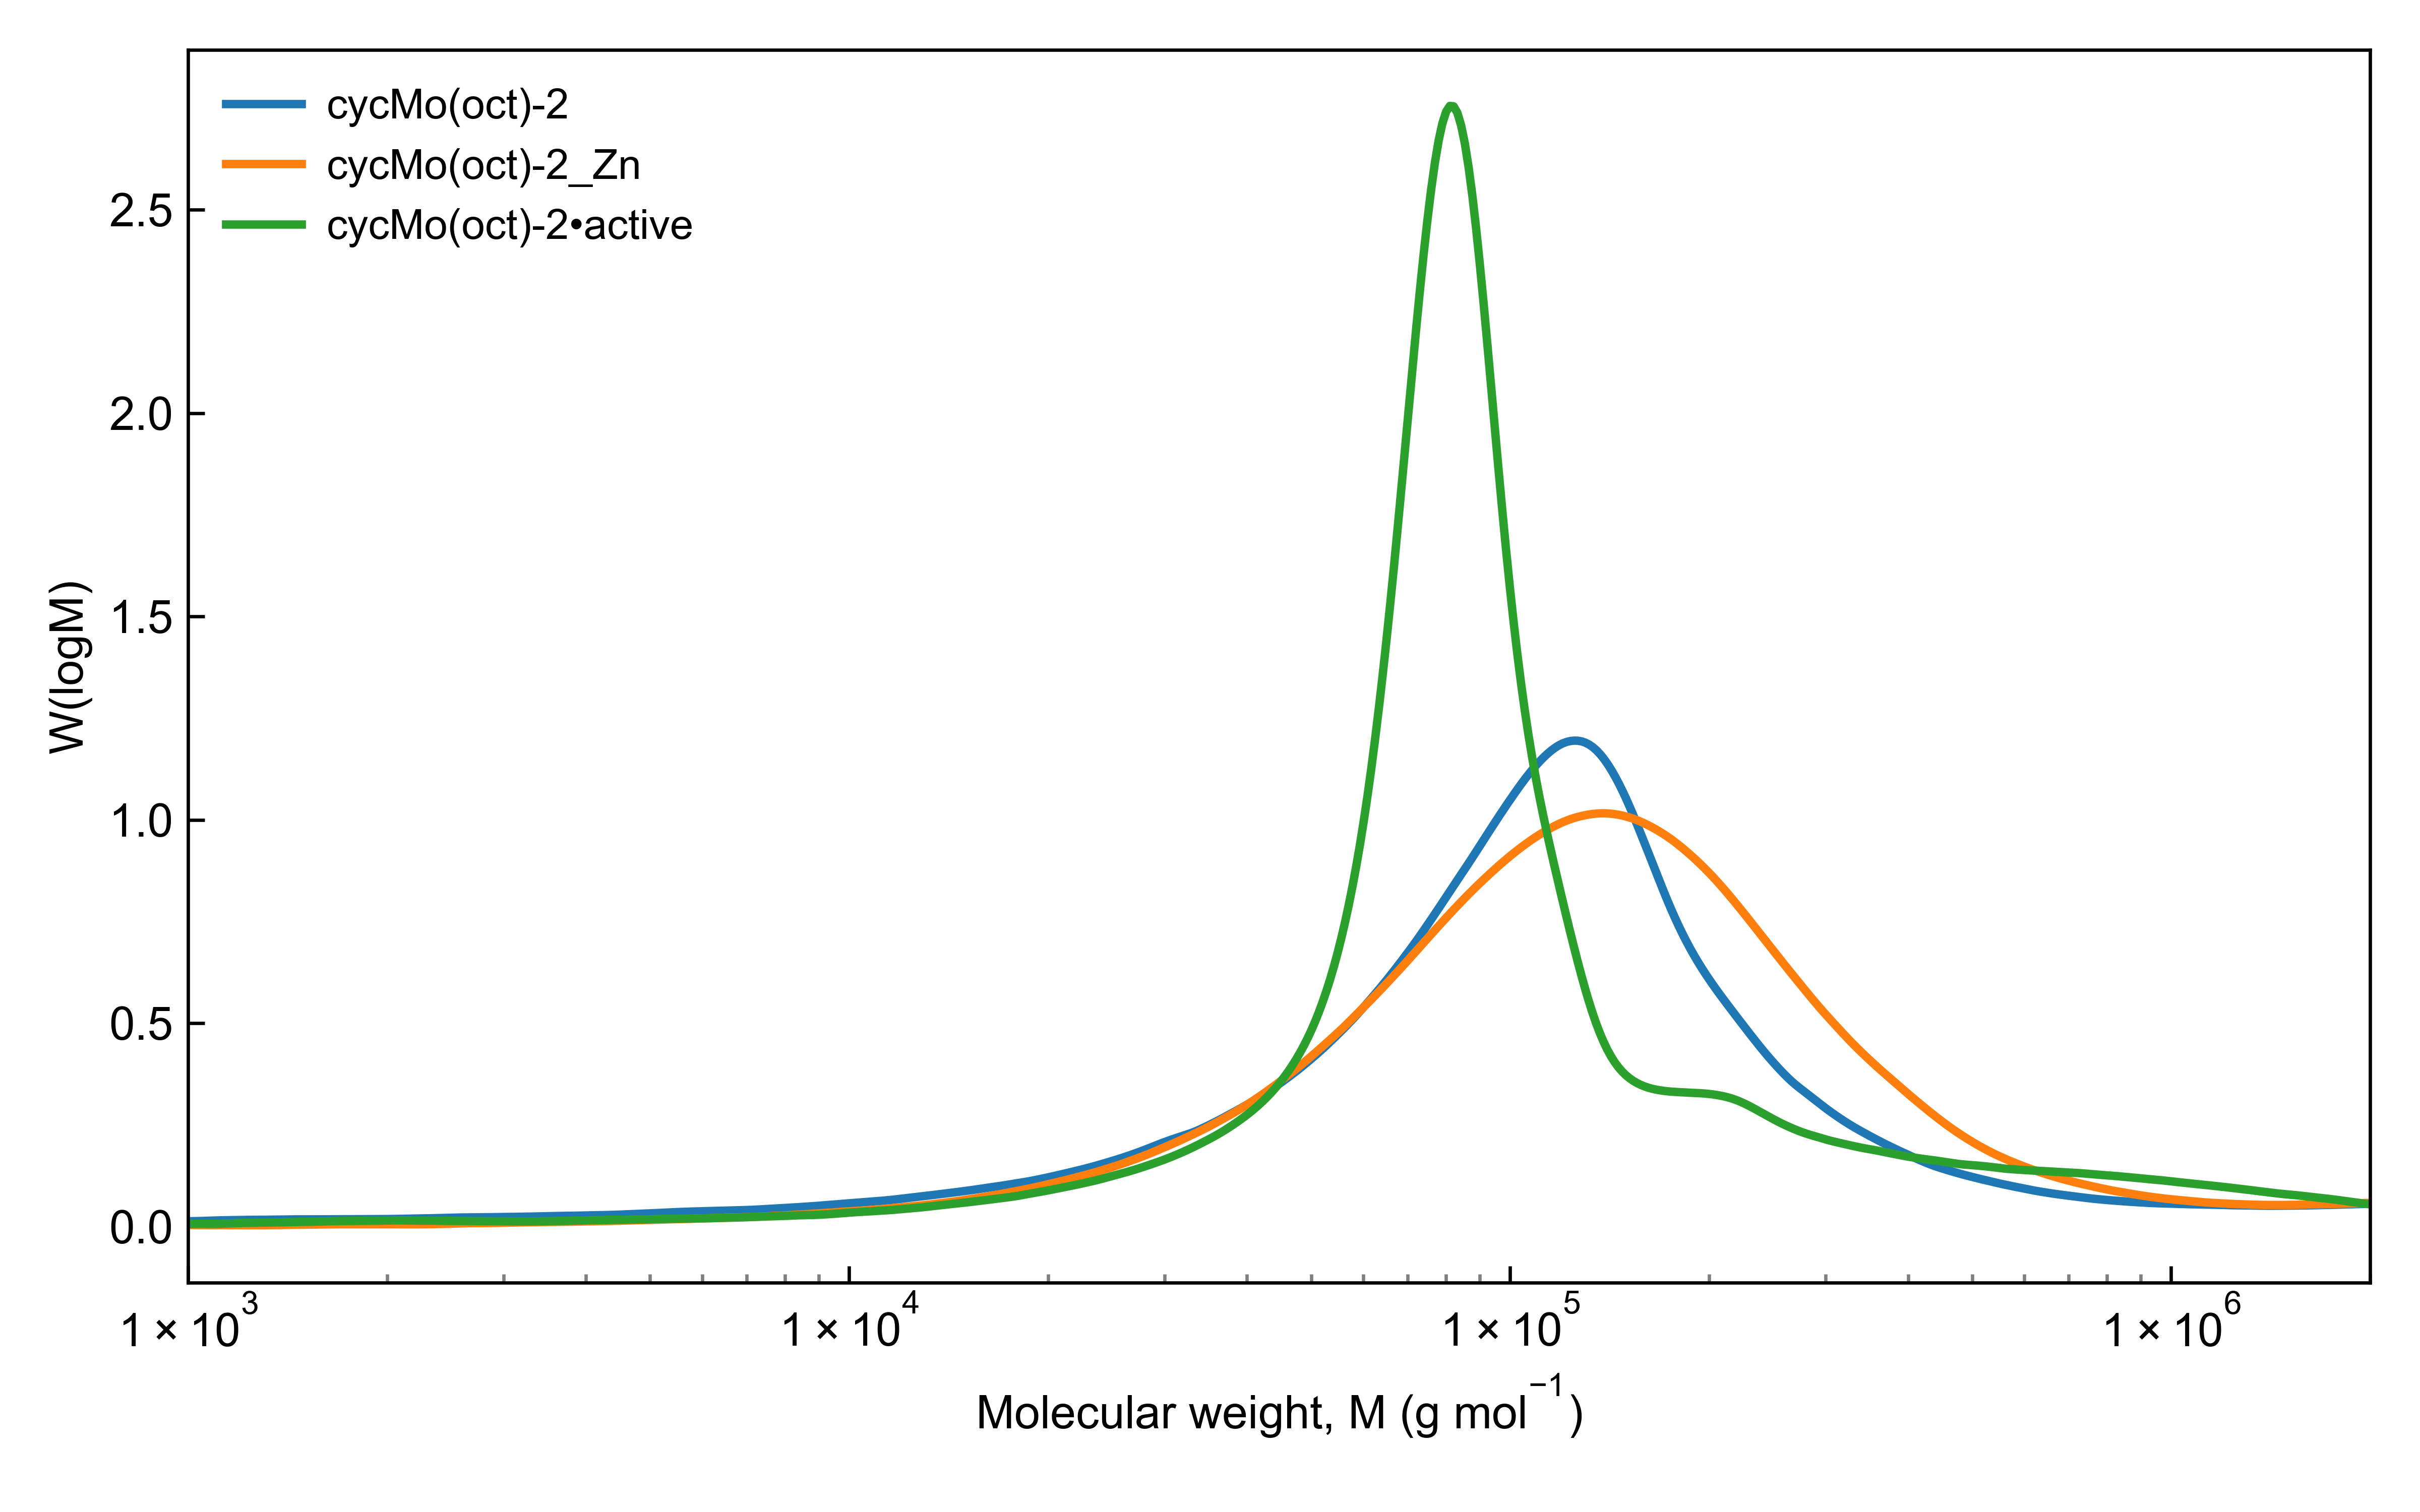 cycMo(oct)-2
cycMo(oct)-2_Zn
cycMo(oct)-2•active
2.5
2.0
1.5
1.0
0.5
0.0
W(logM)
1 × 10³
1 × 10⁴
1 × 10⁵
1 × 10⁶
Molecular weight, M (g mol⁻¹)